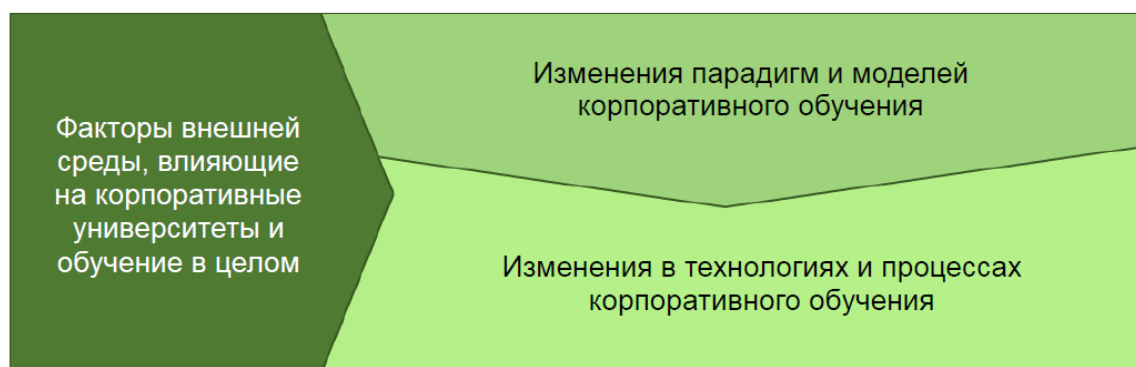 Факторы внешней
среды, влияющие
на корпоративные
университеты и
обучение в целом
Изменения парадигм и моделей
корпоративного обучения
Изменения в технологиях и процессах
корпоративного обучения